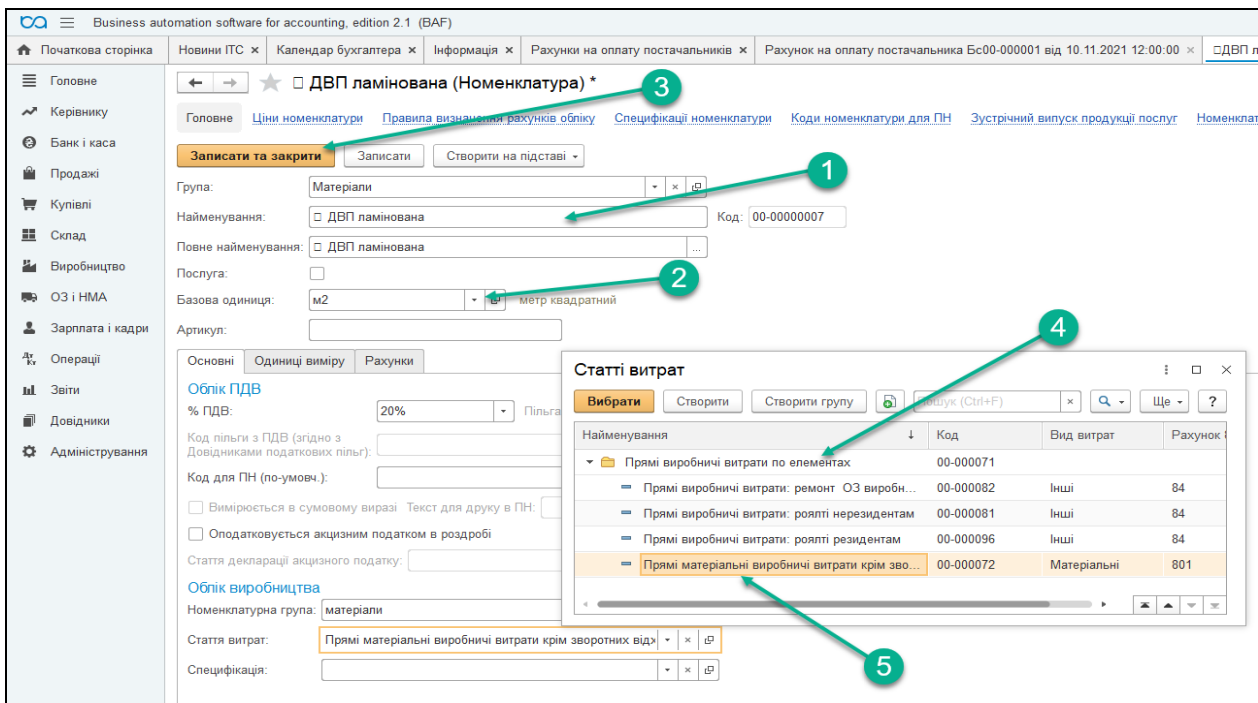 Business automation software for accounting, edition 2.1 (BAF)
Початкова сторінка
Новини ІТС × Календар бухгалтера × Інформація × Рахунки на оплату постачальників × Рахунок на оплату постачальника Бс00-000001 від 10.11.2021 12:00:00 ×
Головне
Керівнику
Банк і каса
Продажі
Купівлі
Склад
Виробництво
ОЗ і НМА
Зарплата і кадри
Операції
Звіти
Довідники
Адміністрування
ДВП ламінована (Номенклатура) *
3
Головне Ціни номенклатури Правила визначення рахунків обліку Специфікації номенклатури Коди номенклатури для ПН Зустрічний випуск продукції послуг
Записати та закрити Записати Створити на підставі
1
Група: Матеріали
Найменування: ДВП ламінована Код: 00-00000007
Повне найменування: ДВП ламінована ...
Послуга:
2
Базова одиниця: м2 метр квадратний
Артикул:
Основні Одиниці виміру Рахунки
Облік ПДВ
% ПДВ: 20%
Код пільги з ПДВ (згідно з
Довідниками податкових пільг):
Код для ПН (по-умовч.):
Вимірюється в сумовому виразі Текст для друку в ПН:
Оподатковується акцизним податком в роздробі
Стаття декларації акцизного податку:
Облік виробництва
Номенклатурна група: матеріали
Стаття витрат: Прямі матеріальні виробничі витрати крім зворотних
Специфікація:
4
Статті витрат
Вибрати Створити Створити групу (Ctrl+F) × Ще ?
Найменування ↓ Код Вид витрат Рахунок
Прямі виробничі витрати по елементах 00-000071
Прямі виробничі витрати: ремонт ОЗ виробн... 00-000082 Інші 84
Прямі виробничі витрати: роялті нерезидентам 00-000081 Інші 84
Прямі виробничі витрати: роялті резидентам 00-000096 Інші 84
Прямі матеріальні виробничі витрати крім зво... 00-000072 Матеріальні 801
5